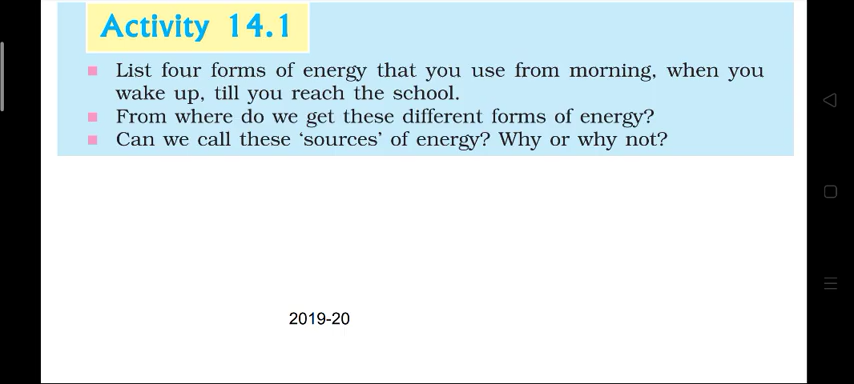 Activity 14.1
List four forms of energy that you use from morning, when you
wake up, till you reach the school.
From where do we get these different forms of energy?
Can we call these ‘sources’ of energy? Why or why not?
2019-20